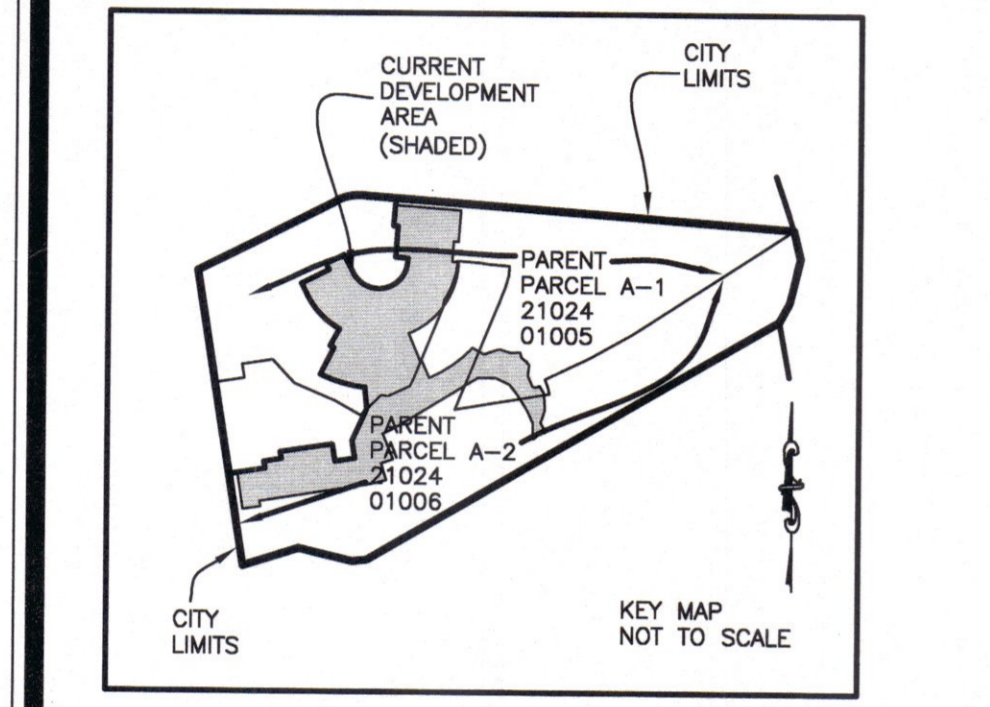 CURRENT
DEVELOPMENT
AREA
(SHADED)
CITY
LIMITS
PARENT
PARCEL A-1
21024
01005
PARENT
PARCEL A-2
21024
01006
CITY
LIMITS
KEY MAP
NOT TO SCALE